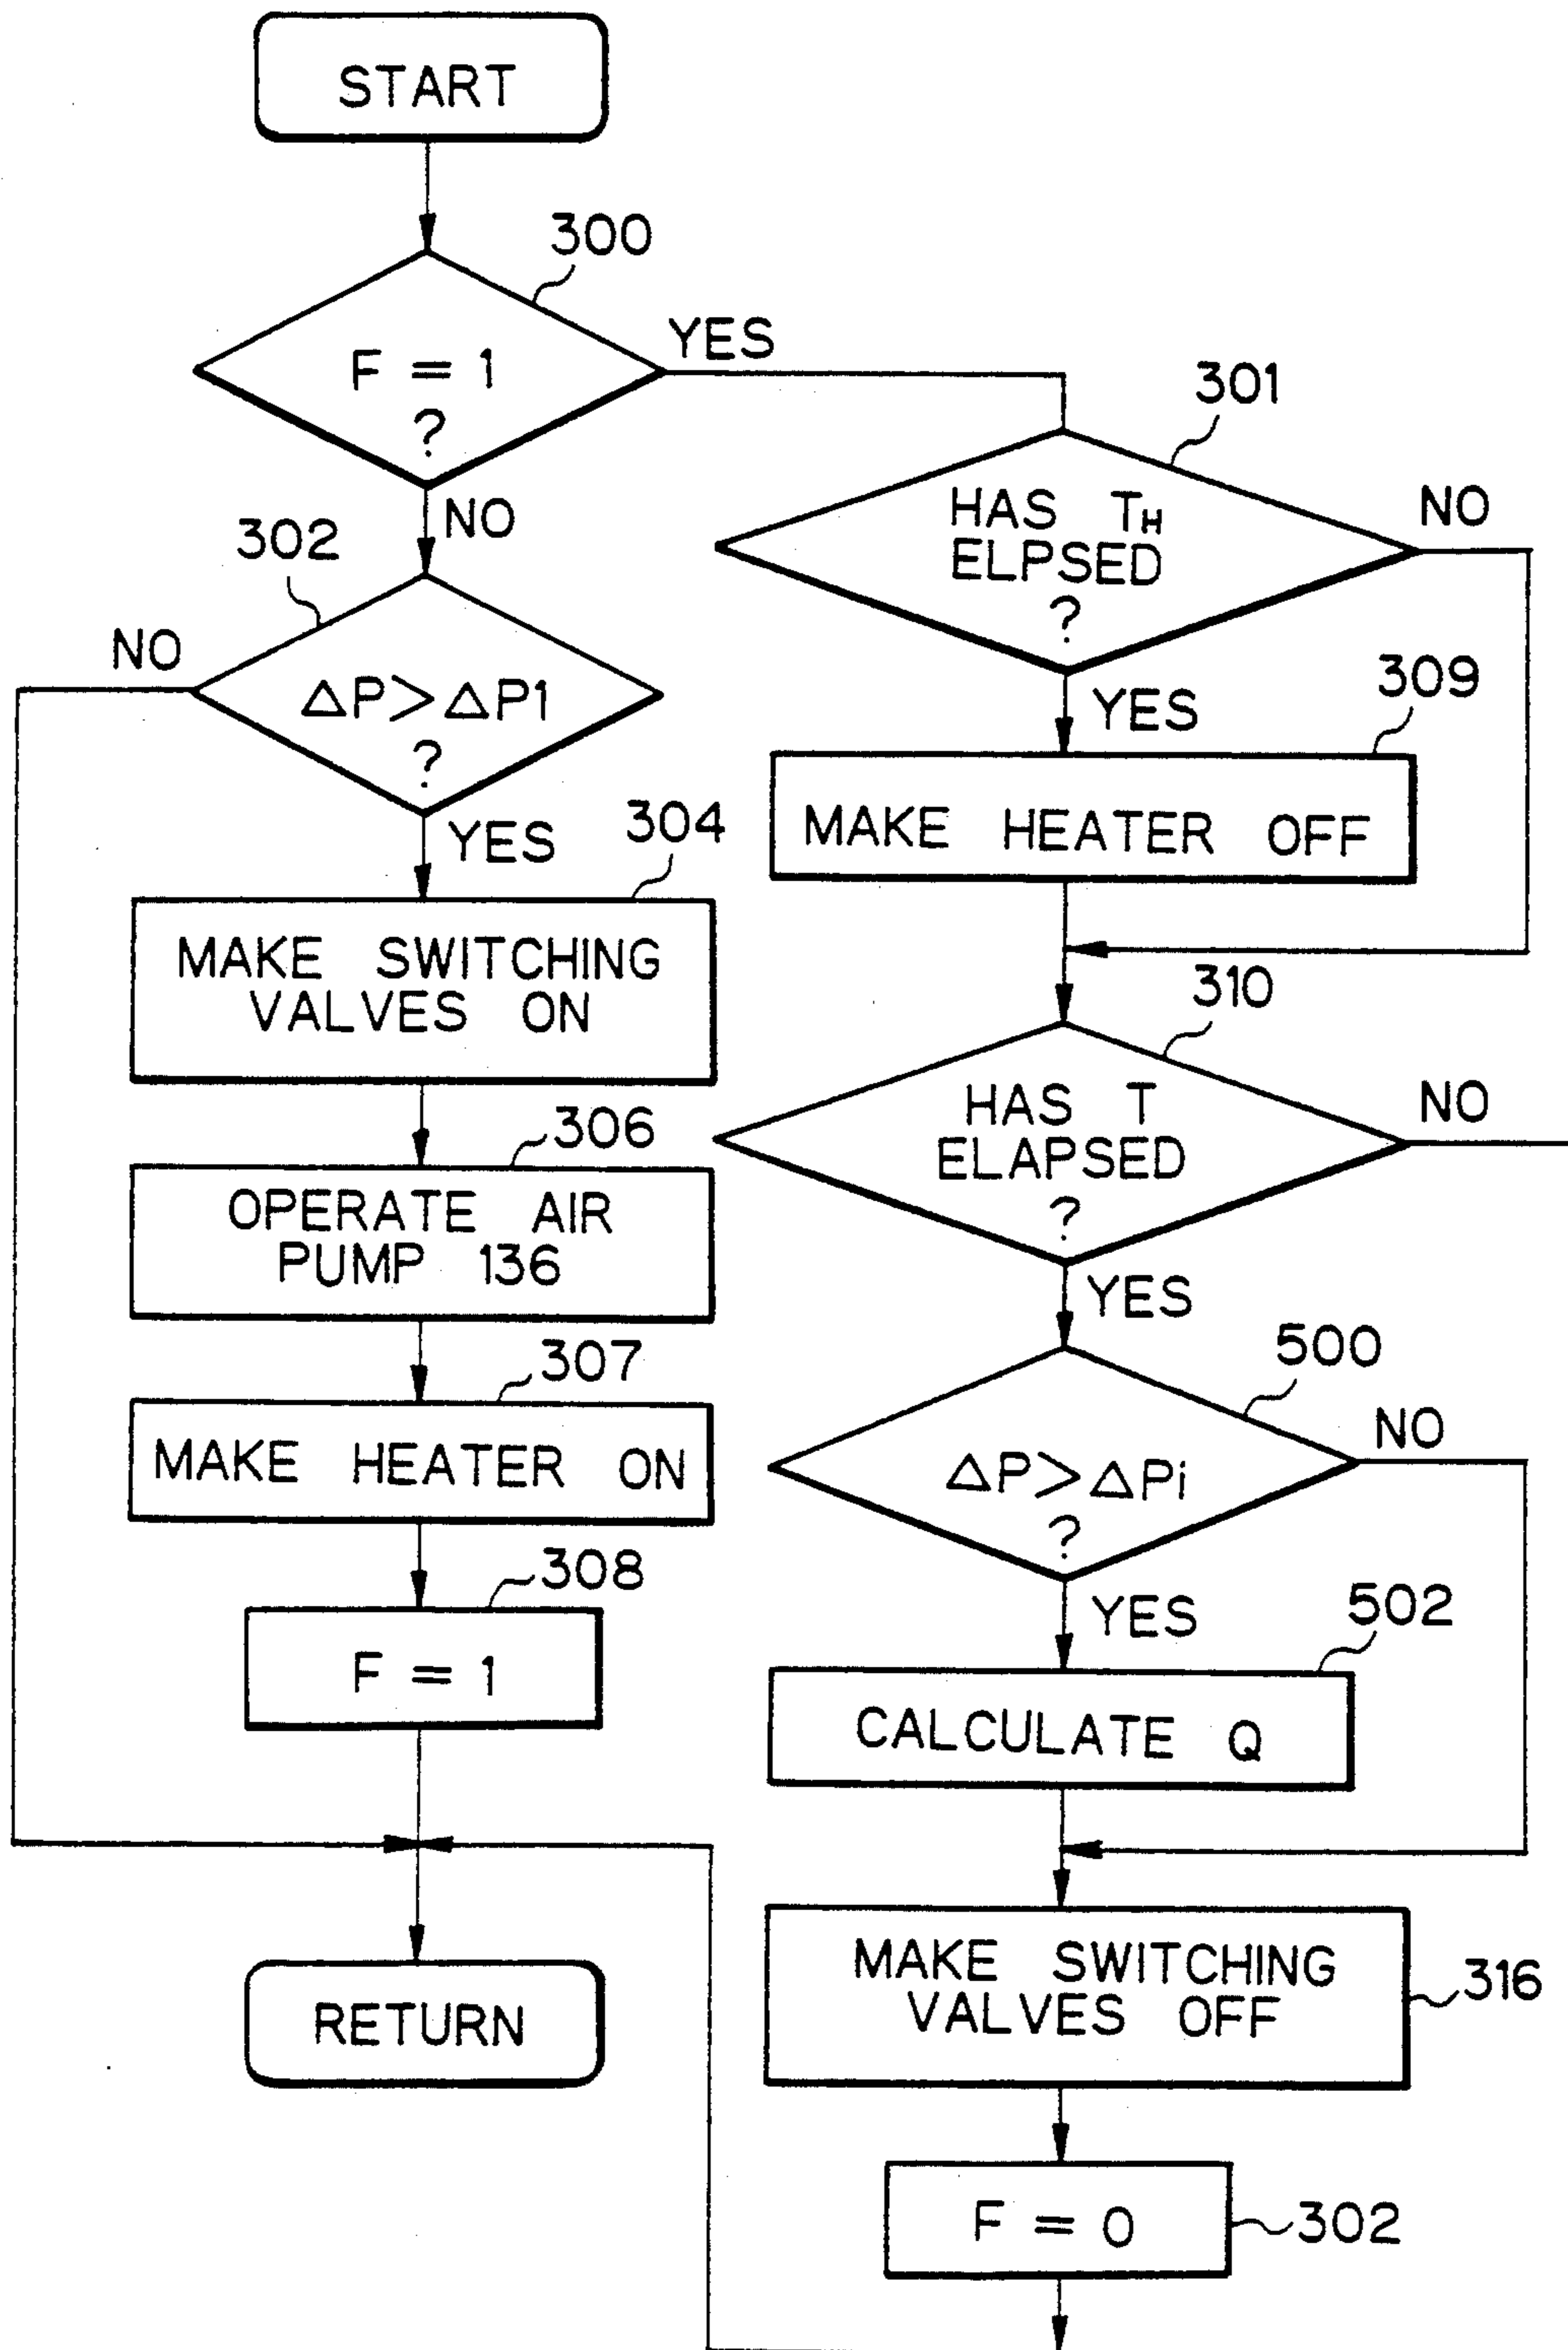 START
300
F = 1
?
YES
NO
302
ΔP > ΔP1
?
NO
YES
304
MAKE SWITCHING
VALVES ON
306
OPERATE AIR
PUMP 136
307
MAKE HEATER ON
308
F = 1
RETURN
301
HAS TH
ELPSED
?
NO
YES
309
MAKE HEATER OFF
310
HAS T
ELAPSED
?
NO
YES
500
ΔP > ΔPi
?
NO
YES
502
CALCULATE Q
MAKE SWITCHING
VALVES OFF
316
F = 0
302